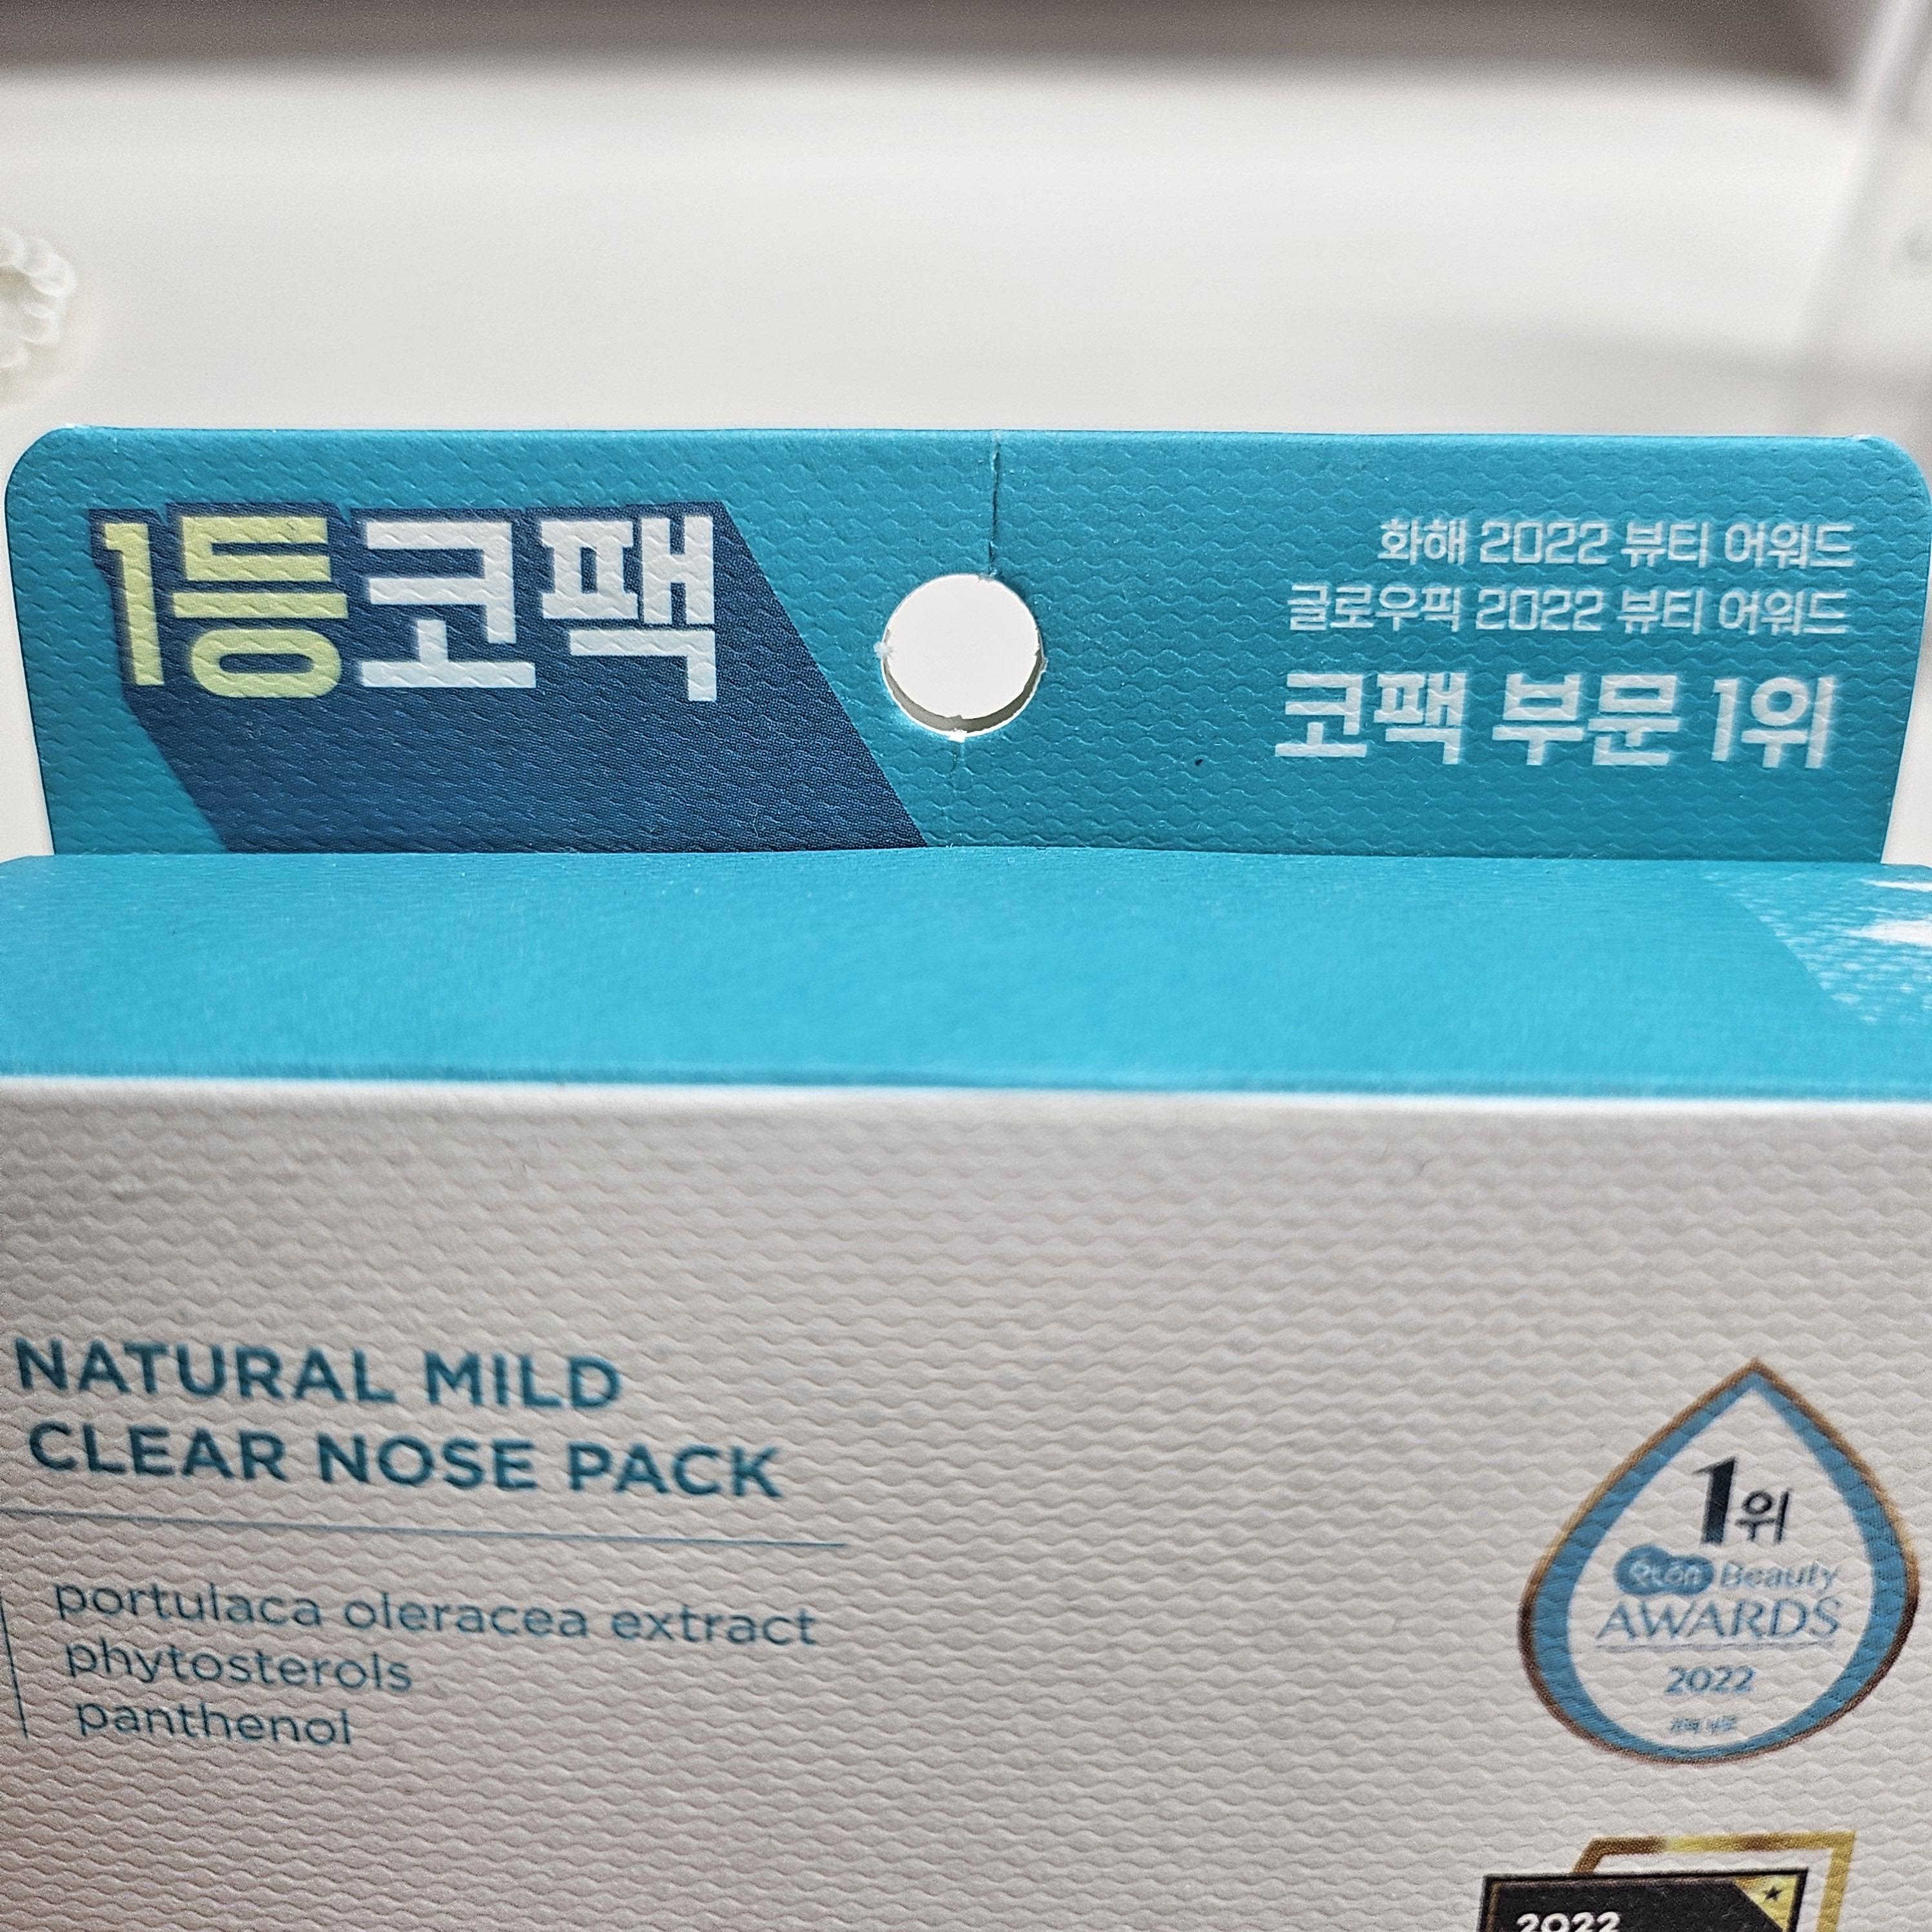 1등코팩
화해 2022 뷰티 어워드
글로우픽 2022 뷰티 어워드
코팩 부문 1위
NATURAL MILD
CLEAR NOSE PACK
portulaca oleracea extract
phytosterols
panthenol
1위
Beauty
AWARDS
2022
2022